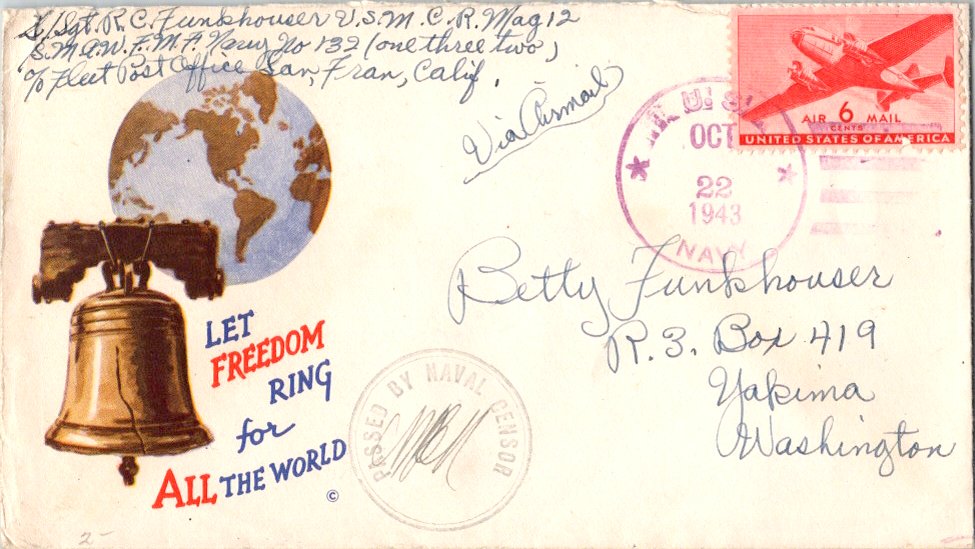 S/Sgt. R. C. Funkhouser U.S.M.C.R. Mag 12
S.M.A.W. F.M.F. Navy No 132 (one three two)
c/o Fleet Post Office San Fran, Calif.
Via Airmail
AIR 6 MAIL
CENTS
UNITED STATES OF AMERICA
U.S.
OCT
22
1943
NAVY
Betty Funkhouser
R. 3. Box 419
Yakima
Washington
LET
FREEDOM
RING
for
ALL THE WORLD
©
PASSED BY NAVAL CENSOR
2-